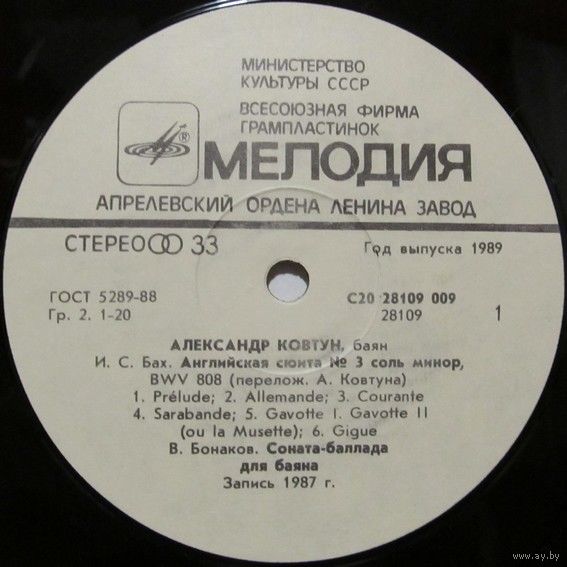 МИНИСТЕРСТВО
КУЛЬТУРЫ СССР
ВСЕСОЮЗНАЯ ФИРМА
ГРАМПЛАСТИНОК
®
МЕЛОДИЯ
АПРЕЛЕВСКИЙ ОРДЕНА ЛЕНИНА ЗАВОД
СТЕРЕО 33
Год выпуска 1989
ГОСТ 5289-88
Гр. 2. 1-20
С20 28109 009
28109
1
АЛЕКСАНДР КОВТУН, баян
И. С. Бах. Английская сюита № 3 соль минор,
BWV 808 (перелож. А. Ковтуна)
1. Prélude; 2. Allemande; 3. Courante
4. Sarabande; 5. Gavotte I. Gavotte II
(ou la Musette); 6. Gigue
В. Бонаков. Соната-баллада
для баяна
Запись 1987 г.
www.ay.by